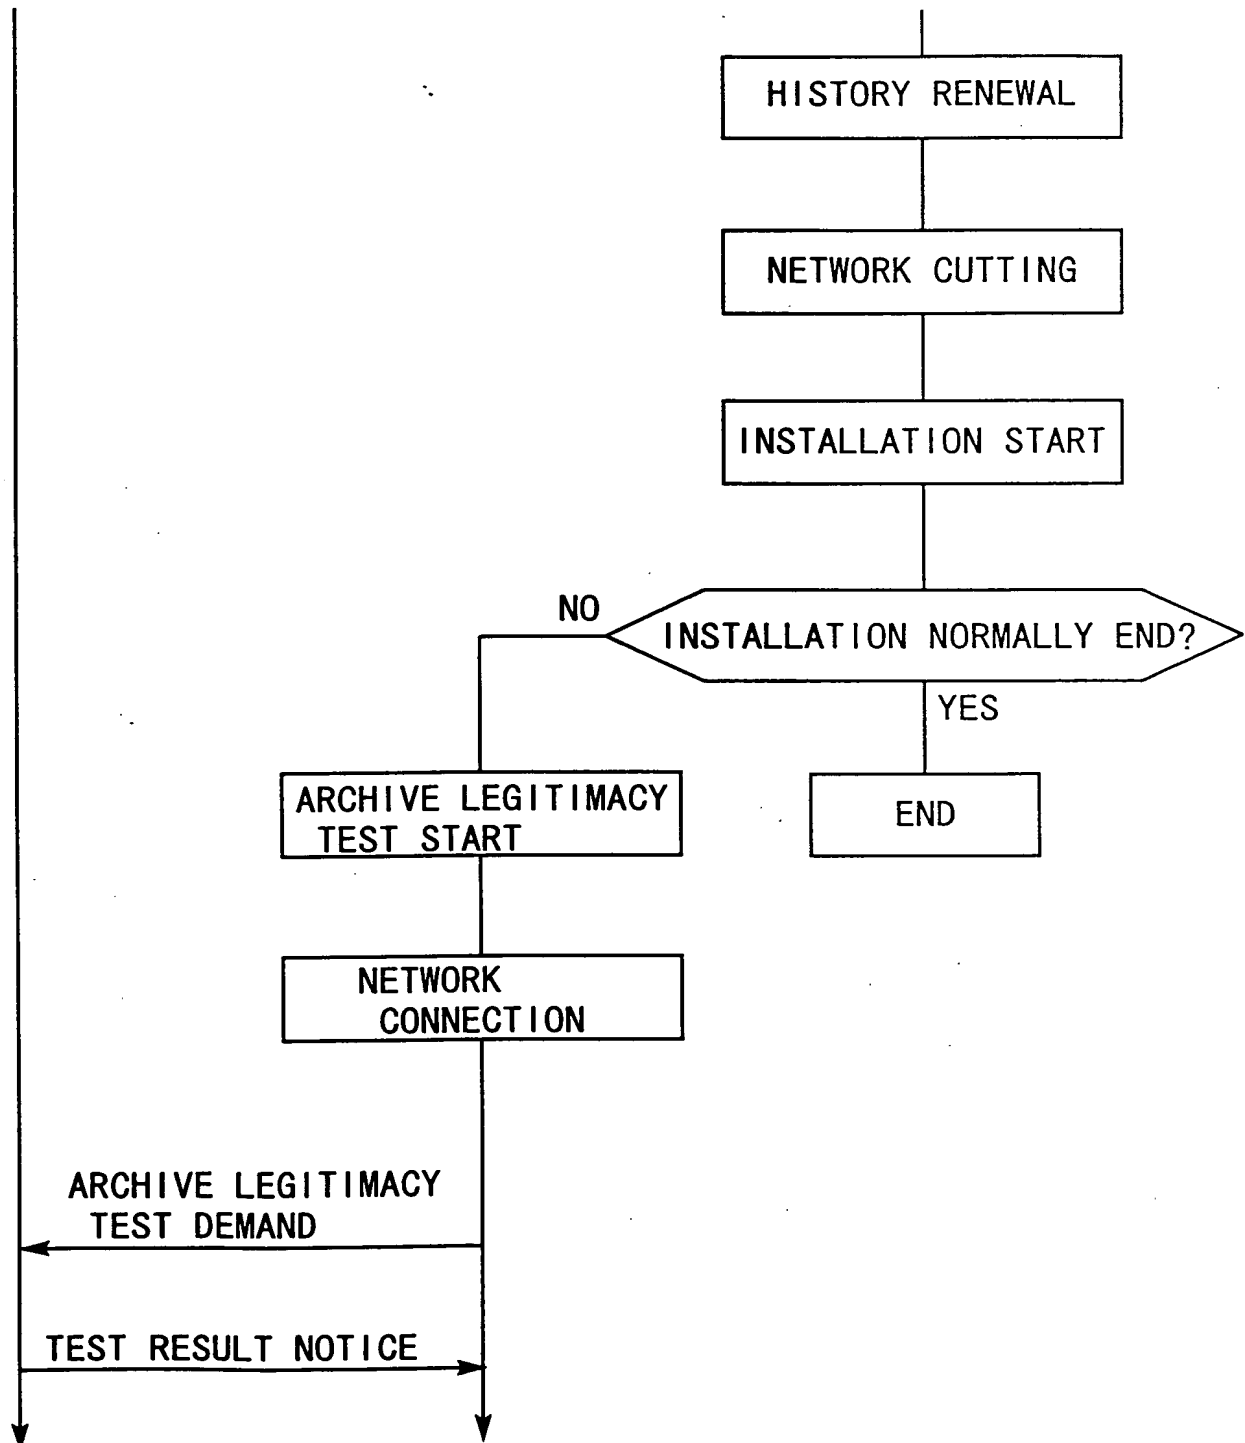 HISTORY RENEWAL
NETWORK CUTTING
INSTALLATION START
NO
INSTALLATION NORMALLY END?
YES
ARCHIVE LEGITIMACY
TEST START
END
NETWORK
CONNECTION
ARCHIVE LEGITIMACY
TEST DEMAND
TEST RESULT NOTICE